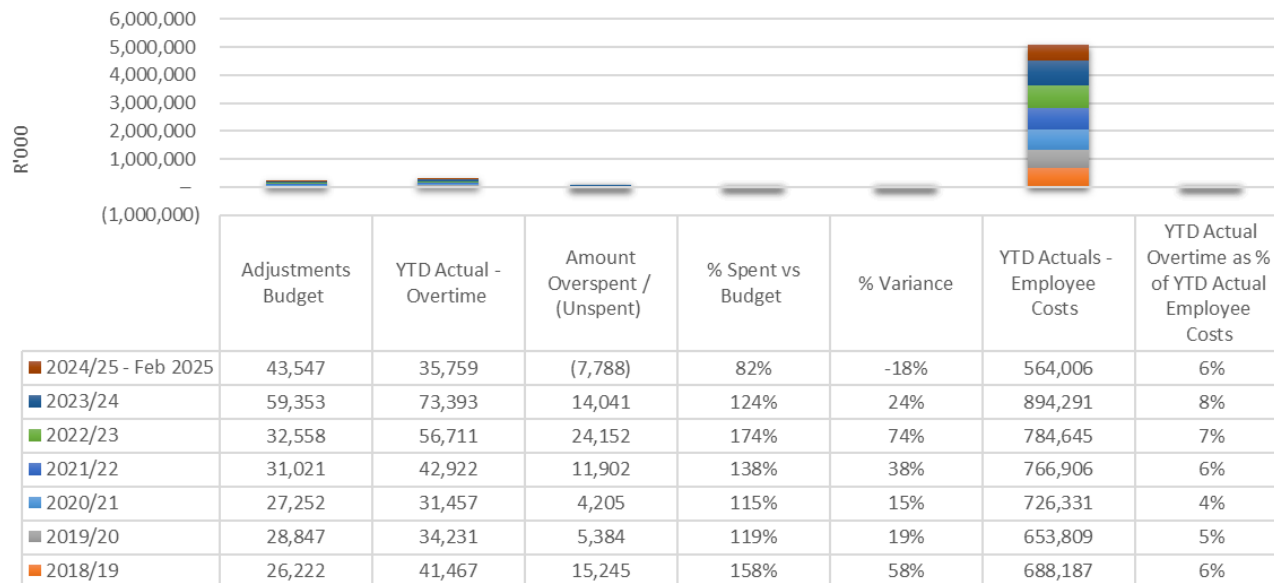 6,000,000
5,000,000
4,000,000
3,000,000
2,000,000
1,000,000
–
(1,000,000)
R'000
Adjustments
Budget
YTD Actual -
Overtime
Amount
Overspent /
(Unspent)
% Spent vs
Budget
% Variance
YTD Actuals -
Employee
Costs
YTD Actual
Overtime as %
of YTD Actual
Employee
Costs
2024/25 - Feb 2025 43,547 35,759 (7,788) 82% -18% 564,006 6%
2023/24 59,353 73,393 14,041 124% 24% 894,291 8%
2022/23 32,558 56,711 24,152 174% 74% 784,645 7%
2021/22 31,021 42,922 11,902 138% 38% 766,906 6%
2020/21 27,252 31,457 4,205 115% 15% 726,331 4%
2019/20 28,847 34,231 5,384 119% 19% 653,809 5%
2018/19 26,222 41,467 15,245 158% 58% 688,187 6%